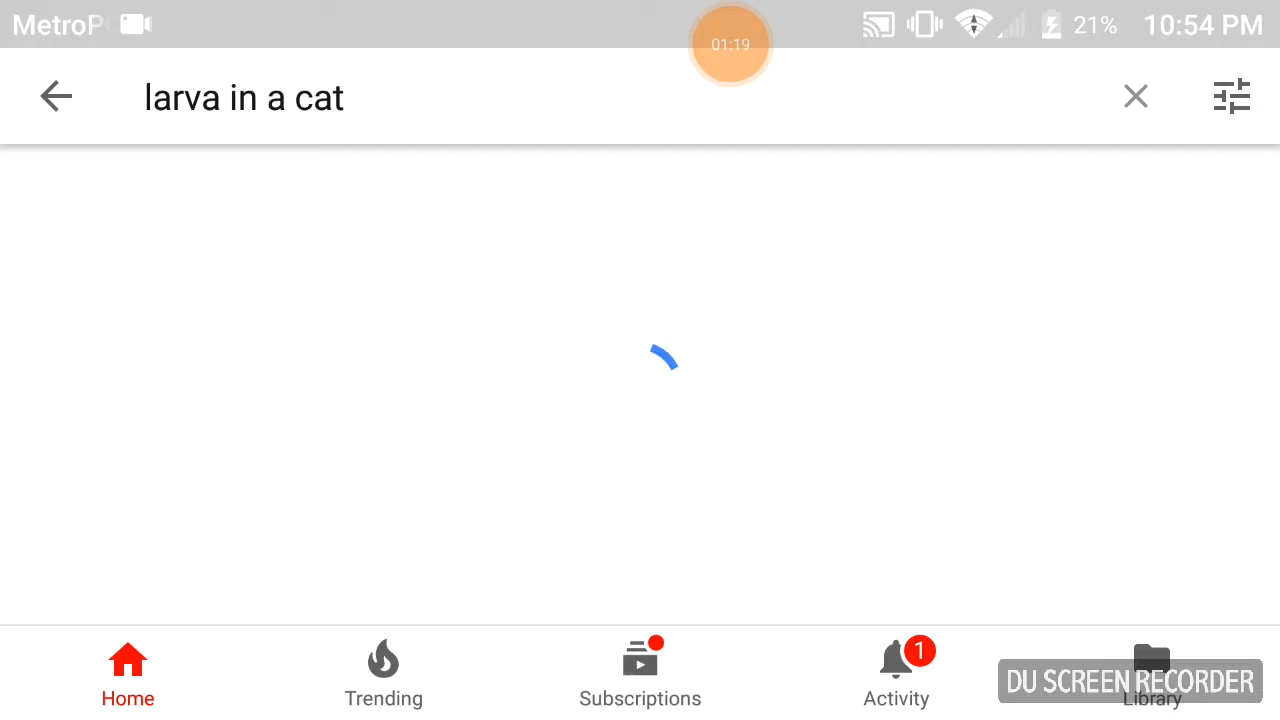 MetroP
01:19
21%
10:54 PM
larva in a cat
Home
Trending
Subscriptions
1
Activity
Library
DU SCREEN RECORDER